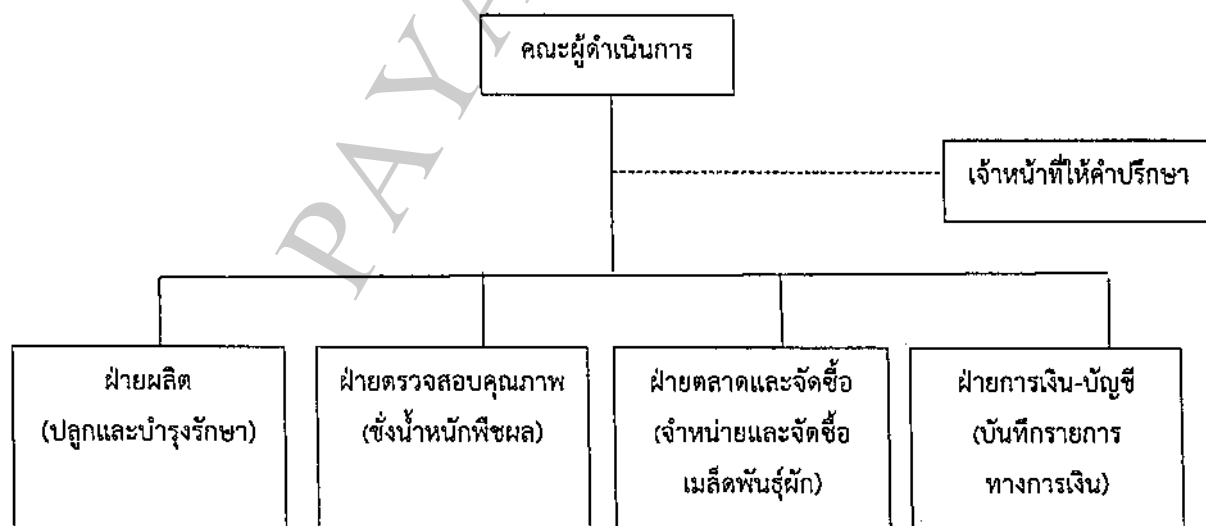 คณะผู้ดำเนินการ
เจ้าหน้าที่ให้คำปรึกษา
ฝ่ายผลิต
(ปลูกและบำรุงรักษา)
ฝ่ายตรวจสอบคุณภาพ
(ชั่งน้ำหนักพืชผล)
ฝ่ายตลาดและจัดซื้อ
(จำหน่ายและจัดซื้อ
เมล็ดพันธุ์ผัก)
ฝ่ายการเงิน-บัญชี
(บันทึกรายการ
ทางการเงิน)
PAYA